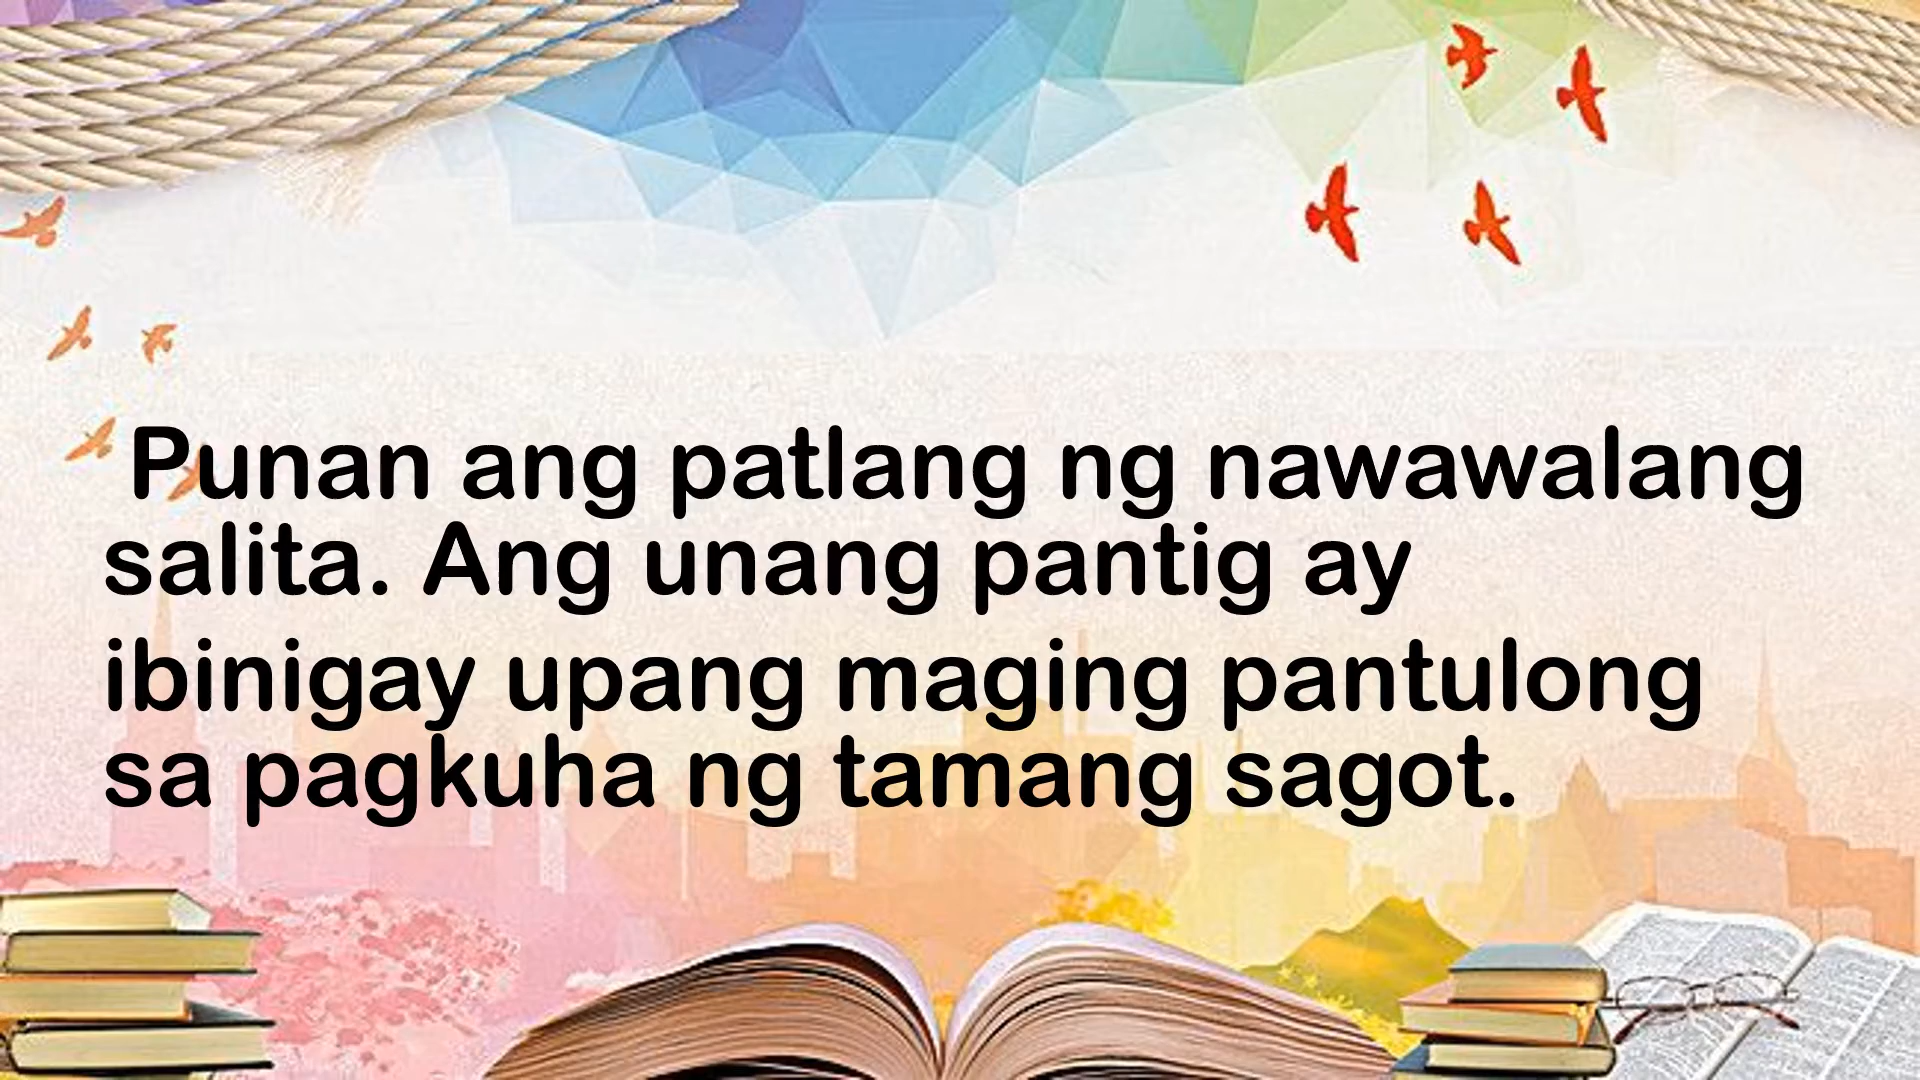 Punan ang patlang ng nawawalang
salita. Ang unang pantig ay
ibinigay upang maging pantulong
sa pagkuha ng tamang sagot.